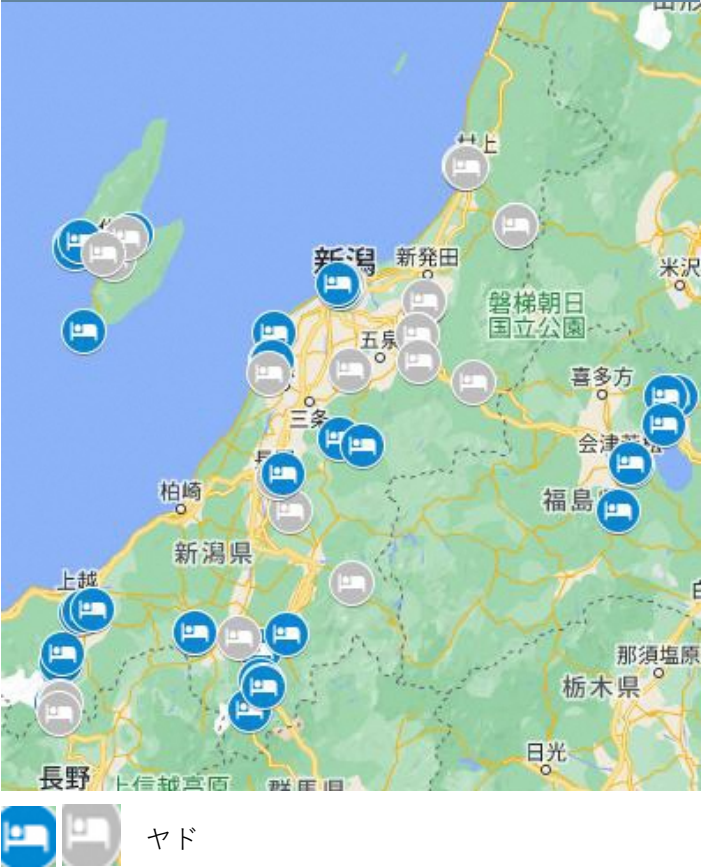 上
新潟
新発田
米沢
磐梯朝日
国立公園
五泉
喜多方
三条
会津若松
柏崎
福島
新潟県
上越
那須塩原
栃木県
日光
長野
上信越高原
群馬県
ヤド